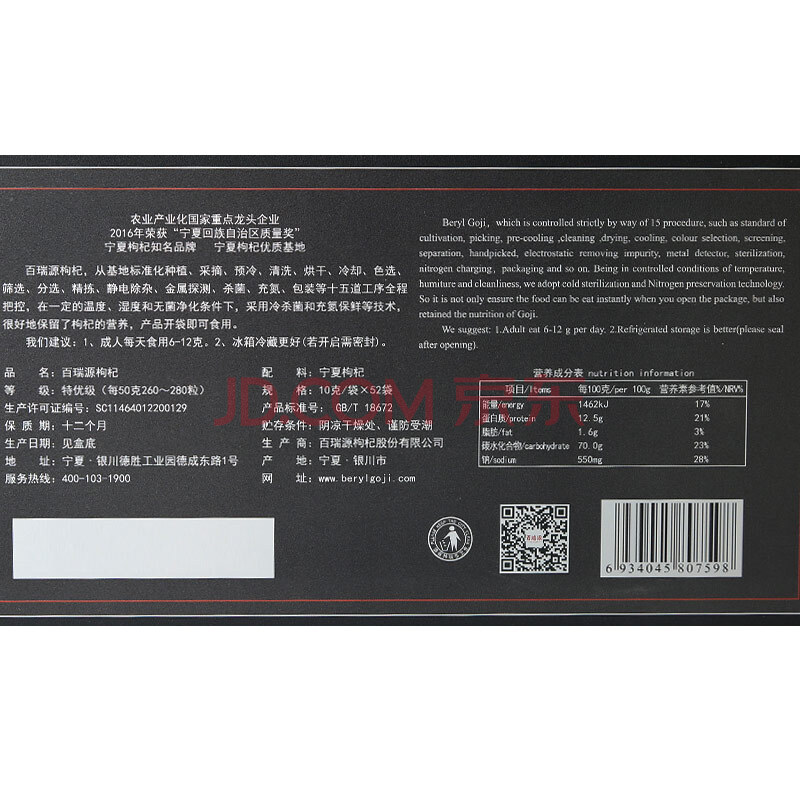 农业产业化国家重点龙头企业
2016年荣获“宁夏回族自治区质量奖”
宁夏枸杞知名品牌 宁夏枸杞优质基地
百瑞源枸杞，从基地标准化种植、采摘、预冷、清洗、烘干、冷却、色选、
筛选、分选、精拣、静电除杂、金属探测、杀菌、充氮、包装等十五道工序全程
把控，在一定的温度、湿度和无菌净化条件下，采用冷杀菌和充氮保鲜等技术，
很好地保留了枸杞的营养，产品开袋即可食用。
我们建议：1、成人每天食用6-12克。2、冰箱冷藏更好(若开启需密封)。
Beryl Goji，which is controlled strictly by way of 15 procedure, such as standard of
cultivation, picking, pre-cooling ,cleaning ,drying, cooling, colour selection, screening,
separation, handpicked, electrostatic removing impurity, metal detector, sterilization,
nitrogen charging，packaging and so on. Being in controlled conditions of temperature,
humiture and cleanliness, we adopt cold sterilization and Nitrogen preservation technology.
So it is not only ensure the food can be eat instantly when you open the package, but also
retained the nutrition of Goji.
We suggest: 1.Adult eat 6-12 g per day. 2.Refrigerated storage is better(please seal
after openning).
品 名：百瑞源枸杞
等 级：特优级（每50克260～280粒）
生产许可证编号：SC11464012200129
保 质 期：十二个月
生产日期：见盒底
地 址：宁夏·银川德胜工业园德成东路1号
服务热线：400-103-1900
配 料：宁夏枸杞
规 格：10克/袋×52袋
产品标准号：GB/T 18672
贮存条件：阴凉干燥处、谨防受潮
生 产 商：百瑞源枸杞股份有限公司
产 地：宁夏·银川市
网 址：www.berylgoji.com
营养成分表 nutrition information
项目/Itoms 每100克/per 100g 营养素参考值%/NRV%
能量/energy 1462kJ 17%
蛋白质/protein 12.5g 21%
脂肪/fat 1.6g 3%
碳水化合物/carbohydrate 70.0g 23%
钠/sodium 550mg 28%
JD.COM 京东
百瑞源
6 934045 807598